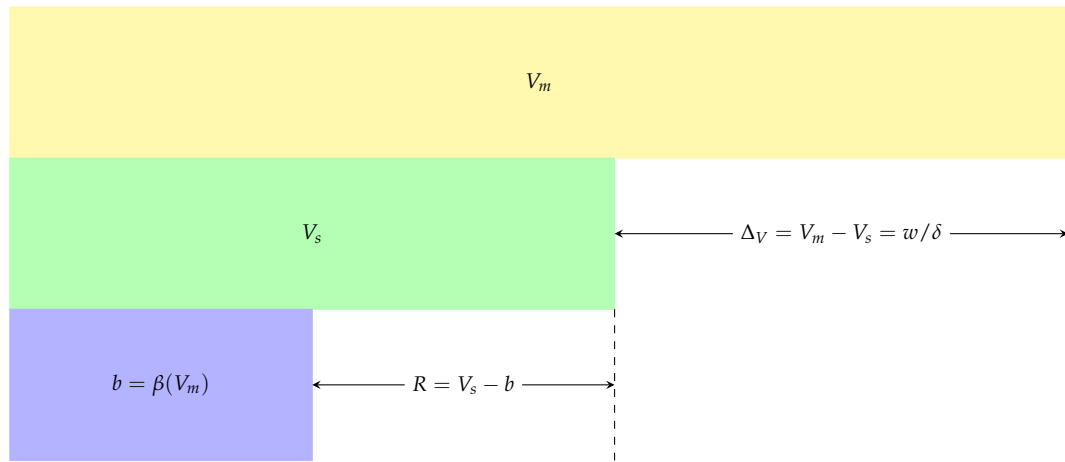 V_m
V_s
Δ_V = V_m − V_s = w/δ
b = β(V_m)
R = V_s − b